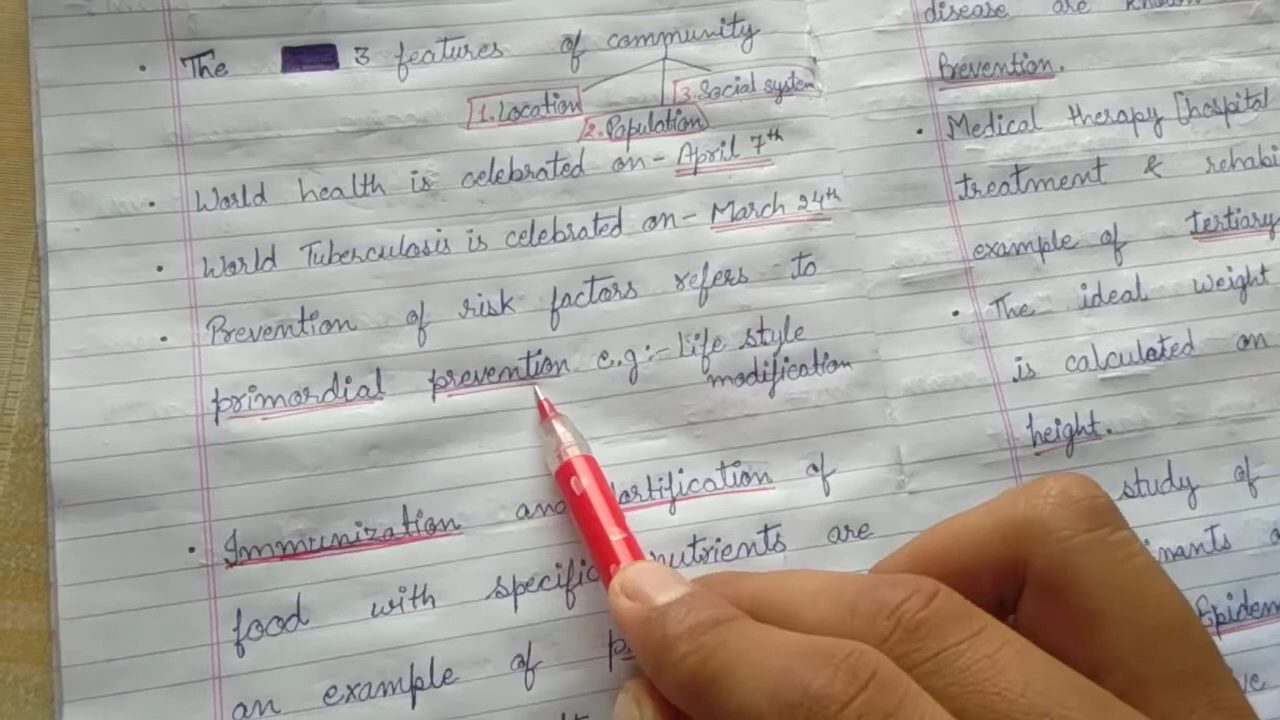 • The 3 features of community
1. Location
2. Population
3. Social system
• World health is celebrated on - April 7th
• World Tuberculosis is celebrated on - March 24th
• Prevention of risk factors refers to
primordial prevention e.g:- Life style
modification
• Immunization and fortification of
food with specific nutrients are
an example of
disease are
Prevention.
• Medical therapy [hospital
treatment &
example of tertiary
• The ideal weight
is calculated on
height.
study of